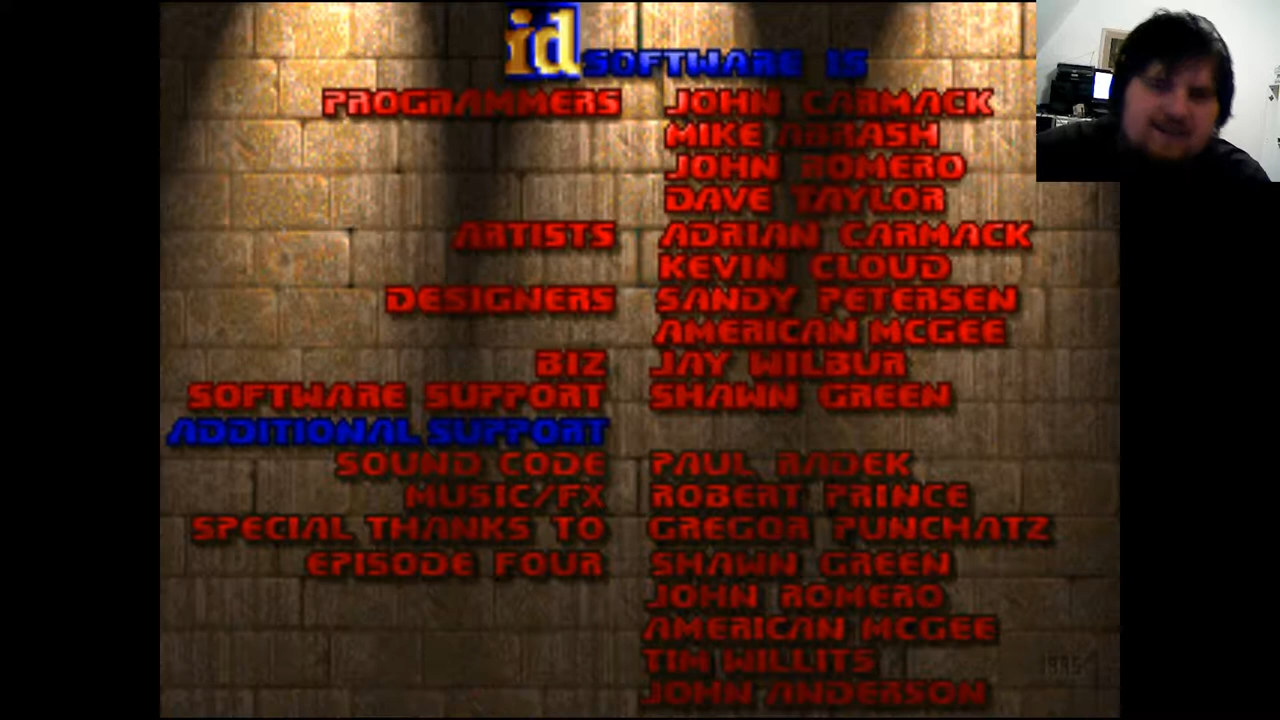 id SOFTWARE IS
PROGRAMMERS JOHN CARMACK
MIKE ABRASH
JOHN ROMERO
DAVE TAYLOR
ARTISTS ADRIAN CARMACK
KEVIN CLOUD
DESIGNERS SANDY PETERSEN
AMERICAN MCGEE
BIZ JAY WILBUR
SOFTWARE SUPPORT SHAWN GREEN
ADDITIONAL SUPPORT
SOUND CODE PAUL RADEK
MUSIC/FX ROBERT PRINCE
SPECIAL THANKS TO GREGOR PUNCHATZ
EPISODE FOUR SHAWN GREEN
JOHN ROMERO
AMERICAN MCGEE
TIM WILLITS
JOHN ANDERSON